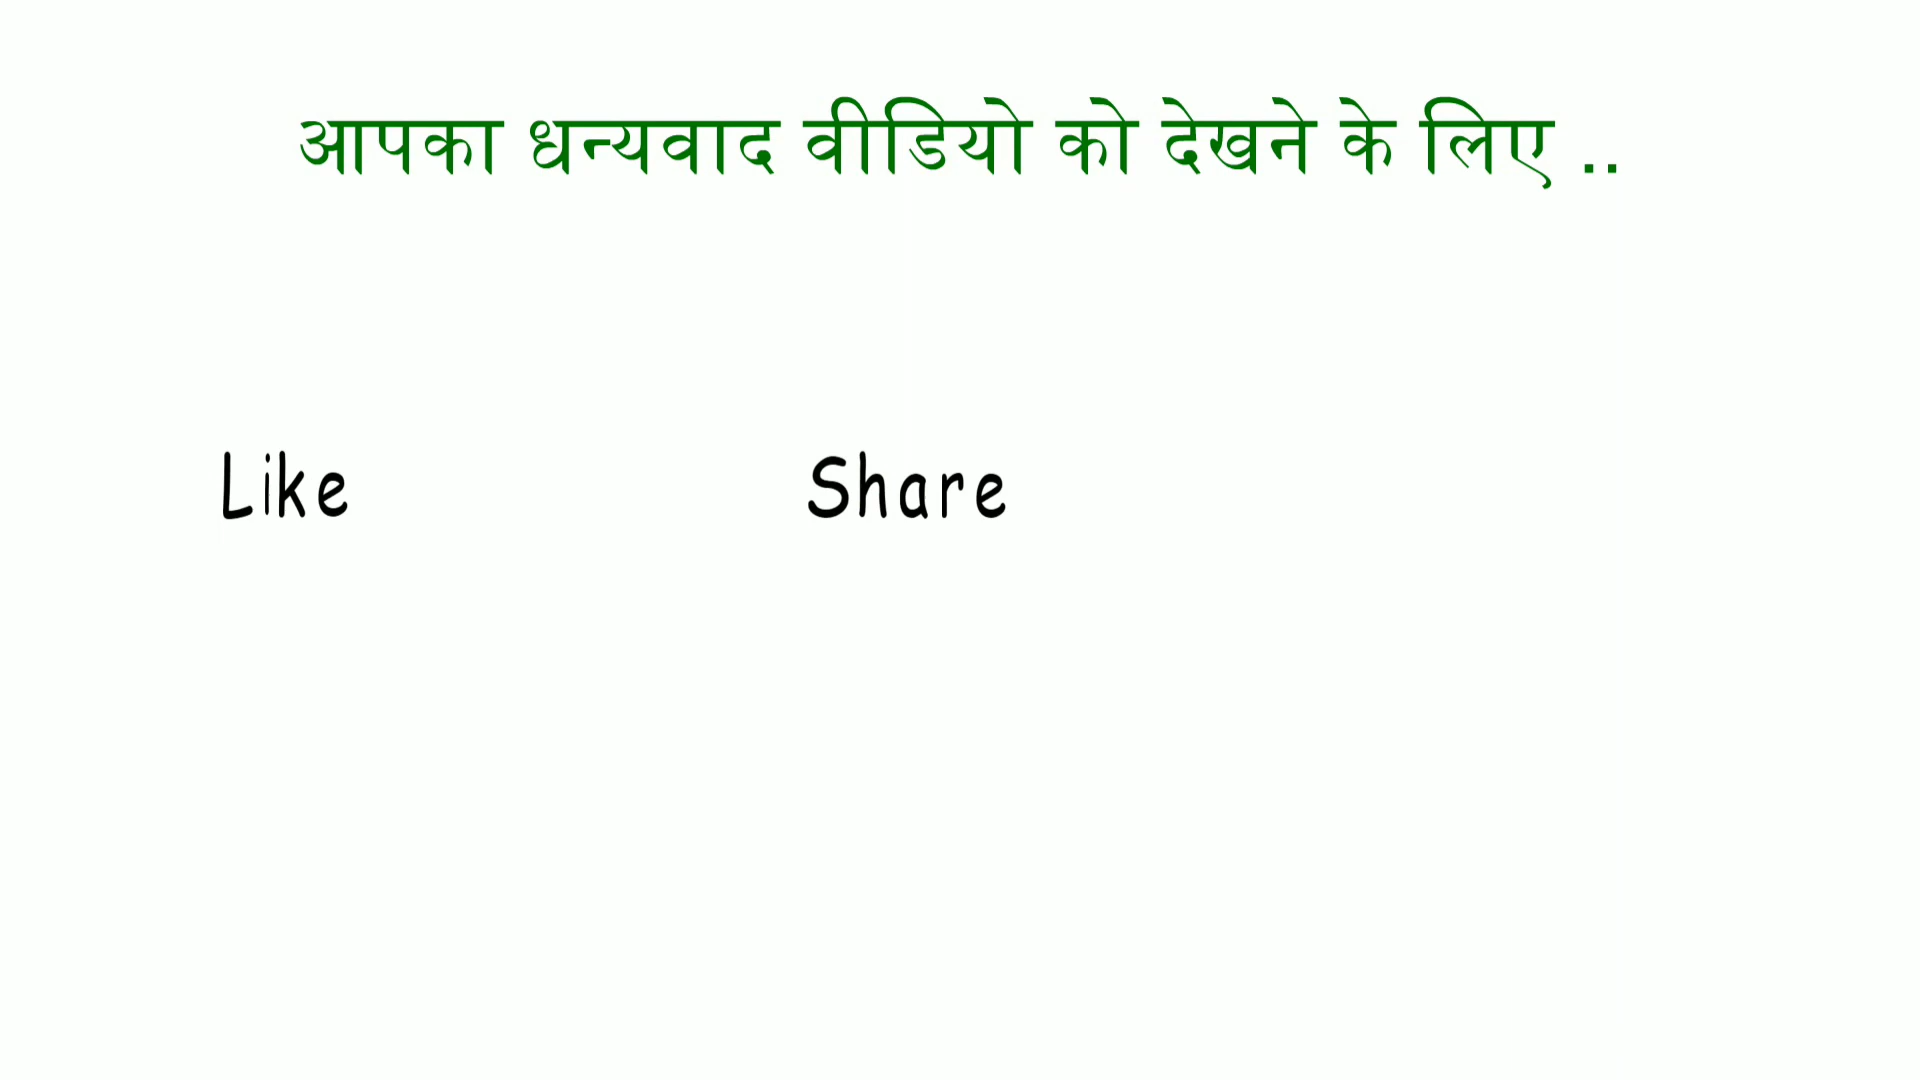 आपका धन्यवाद वीडियो को देखने के लिए ..
Like Share